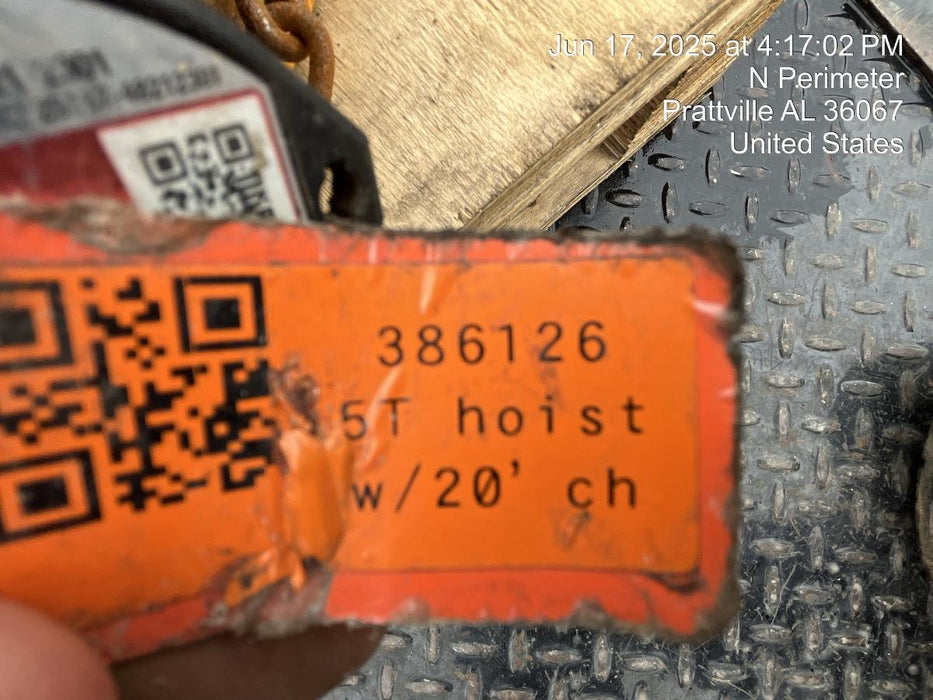 Jun 17, 2025 at 4:17:02 PM
N Perimeter
Prattville AL 36067
United States
386126
5T hoist
w/20' ch